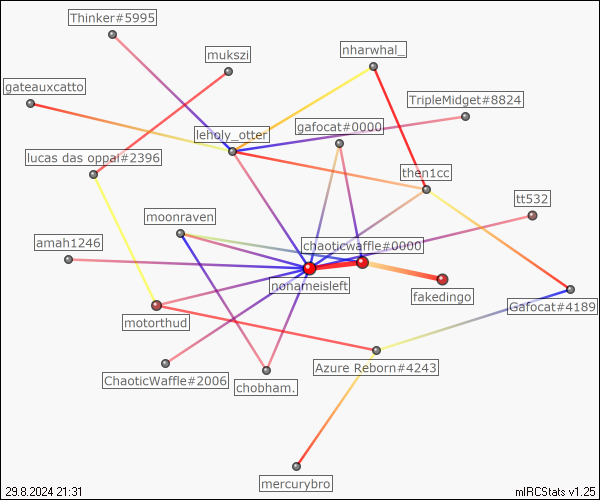 Thinker#5995
mukszi
nharwhal_
gateauxcatto
TripleMidget#8824
gafocat#0000
leholy_otter
lucas das oppai#2396
then1cc
tt532
moonraven
amah1246
chaoticwaffle#0000
nonameisleft
fakedingo
Gafocat#4189
motorthud
Azure Reborn#4243
ChaoticWaffle#2006
chobham.
mercurybro
29.8.2024 21:31
mIRCStats v1.25